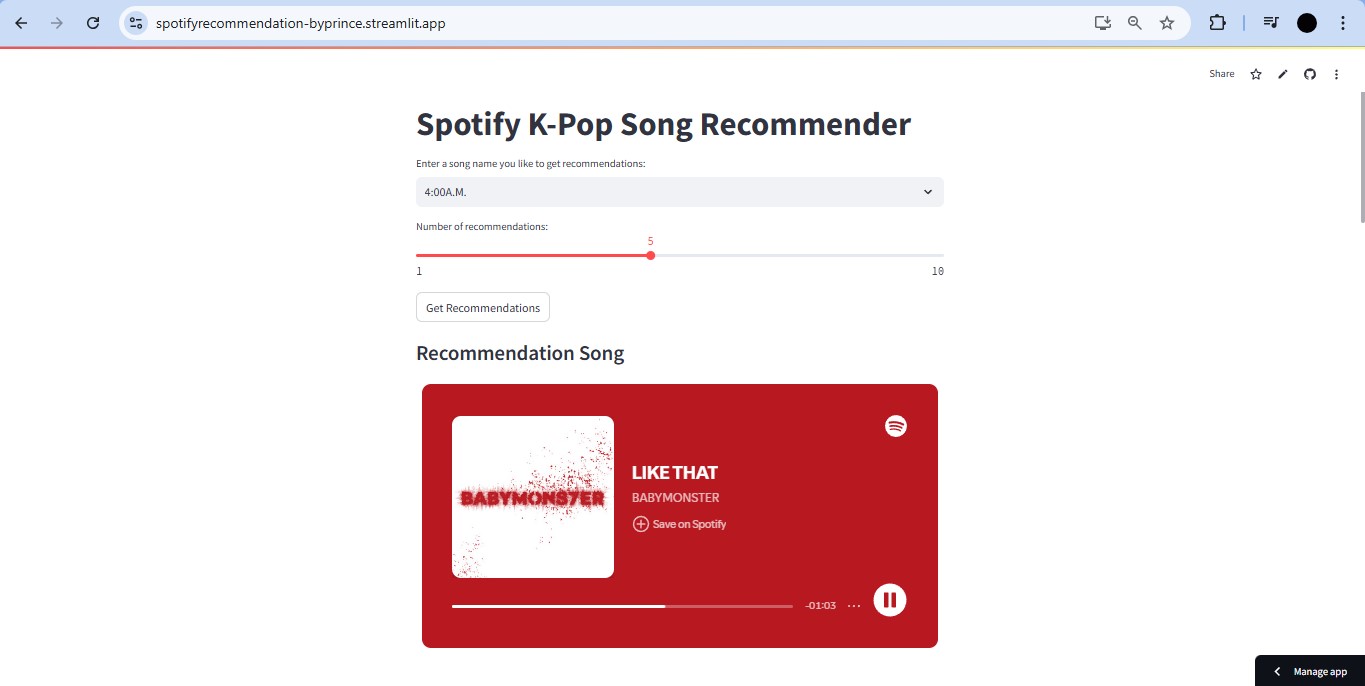 spotifyrecommendation-byprince.streamlit.app
Share
Spotify K-Pop Song Recommender
Enter a song name you like to get recommendations:
4:00A.M.
Number of recommendations:
5
1 10
Get Recommendations
Recommendation Song
BABYMONS7ER
LIKE THAT
BABYMONSTER
Save on Spotify
-01:03
Manage app